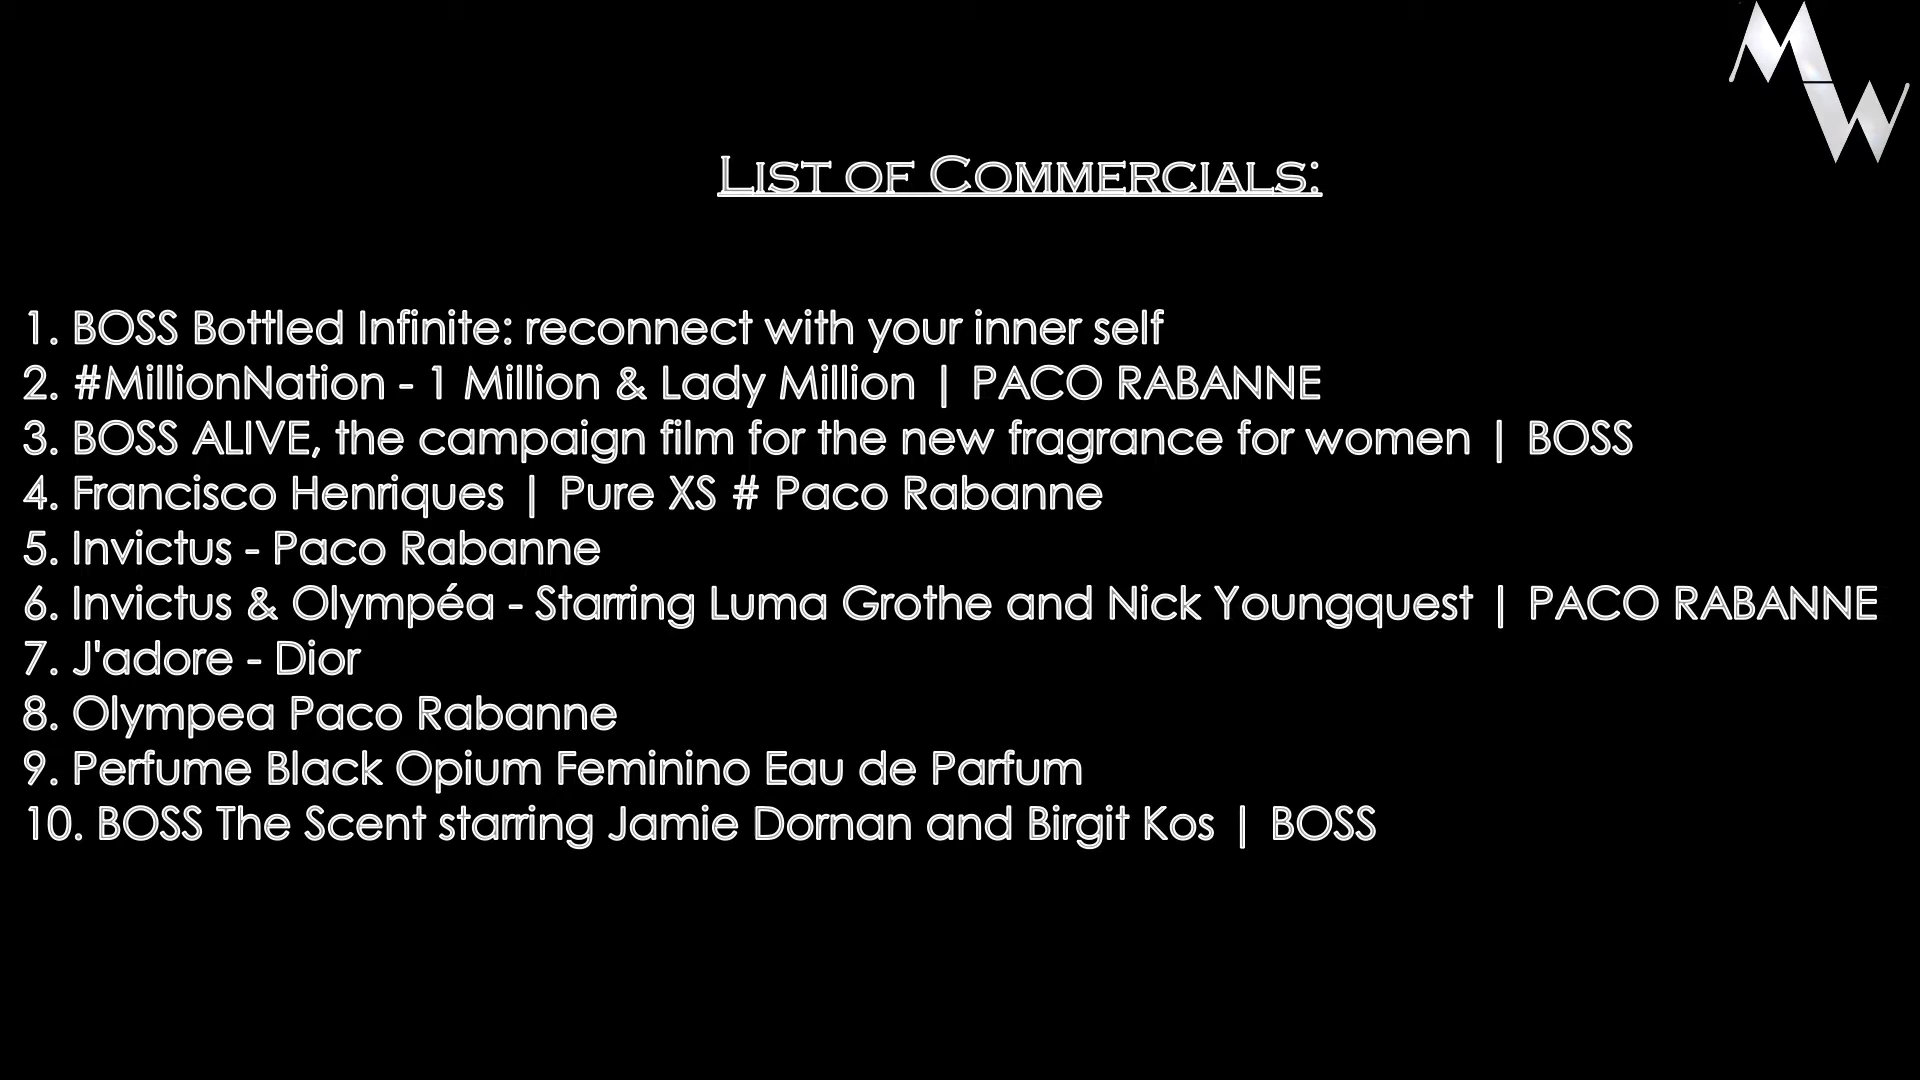 MW
List of Commercials:
1. BOSS Bottled Infinite: reconnect with your inner self
2. #MillionNation - 1 Million & Lady Million | PACO RABANNE
3. BOSS ALIVE, the campaign film for the new fragrance for women | BOSS
4. Francisco Henriques | Pure XS # Paco Rabanne
5. Invictus - Paco Rabanne
6. Invictus & Olympéa - Starring Luma Grothe and Nick Youngquest | PACO RABANNE
7. J'adore - Dior
8. Olympea Paco Rabanne
9. Perfume Black Opium Feminino Eau de Parfum
10. BOSS The Scent starring Jamie Dornan and Birgit Kos | BOSS